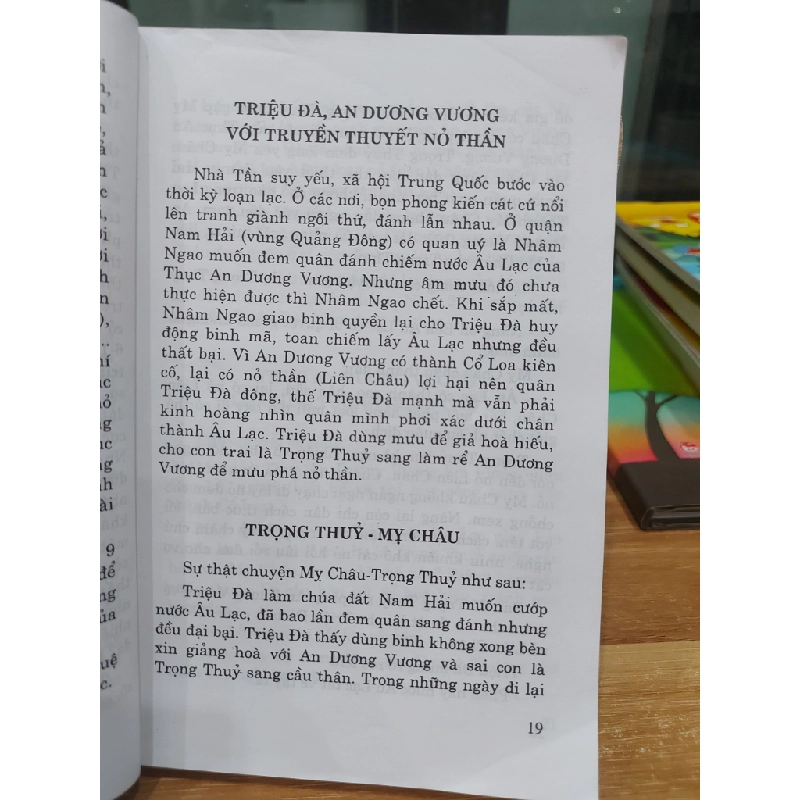 TRIỆU ĐÀ, AN DƯƠNG VƯƠNG
VỚI TRUYỀN THUYẾT NỎ THẦN
Nhà Tần suy yếu, xã hội Trung Quốc bước vào
thời kỳ loạn lạc. Ở các nơi, bọn phong kiến cát cứ nổi
lên tranh giành ngôi thứ, đánh lẫn nhau. Ở quận
Nam Hải (vùng Quảng Đông) có quan uý là Nhâm
Ngao muốn đem quân đánh chiếm nước Âu Lạc của
Thục An Dương Vương. Nhưng âm mưu đó chưa
thực hiện được thì Nhâm Ngao chết. Khi sắp mất,
Nhâm Ngao giao binh quyền lại cho Triệu Đà huy
động binh mã, toan chiếm lấy Âu Lạc nhưng đều
thất bại. Vì An Dương Vương có thành Cổ Loa kiên
cố, lại có nỏ thần (Liên Châu) lợi hại nên quân
Triệu Đà đông, thế Triệu Đà mạnh mà vẫn phải
kinh hoàng nhìn quân mình phơi xác dưới chân
thành Âu Lạc. Triệu Đà dùng mưu để giả hoà hiếu,
cho con trai là Trọng Thuỷ sang làm rể An Dương
Vương để mưu phá nỏ thần.
TRỌNG THUỶ - MỴ CHÂU
Sự thật chuyện Mỵ Châu-Trọng Thuỷ như sau:
Triệu Đà làm chúa đất Nam Hải muốn cướp
nước Âu Lạc, đã bao lần đem quân sang đánh nhưng
đều đại bại. Triệu Đà thấy dùng binh không xong bèn
xin giảng hoà với An Dương Vương và sai con là
Trọng Thuỷ sang cầu thân. Trong những ngày đi lại
19